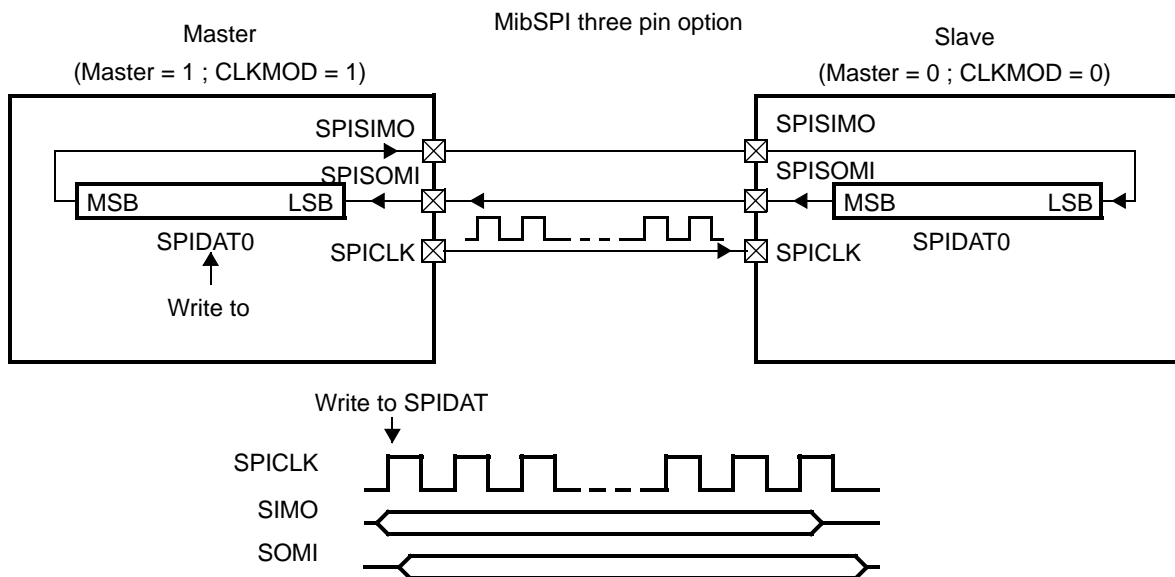 MibSPI three pin option
Master
(Master = 1 ; CLKMOD = 1)
Slave
(Master = 0 ; CLKMOD = 0)
SPISIMO
SPISIMO
SPISOMI
SPISOMI
MSB LSB
MSB LSB
SPIDAT0
SPIDAT0
SPICLK
SPICLK
Write to
Write to SPIDAT
SPICLK
SIMO
SOMI